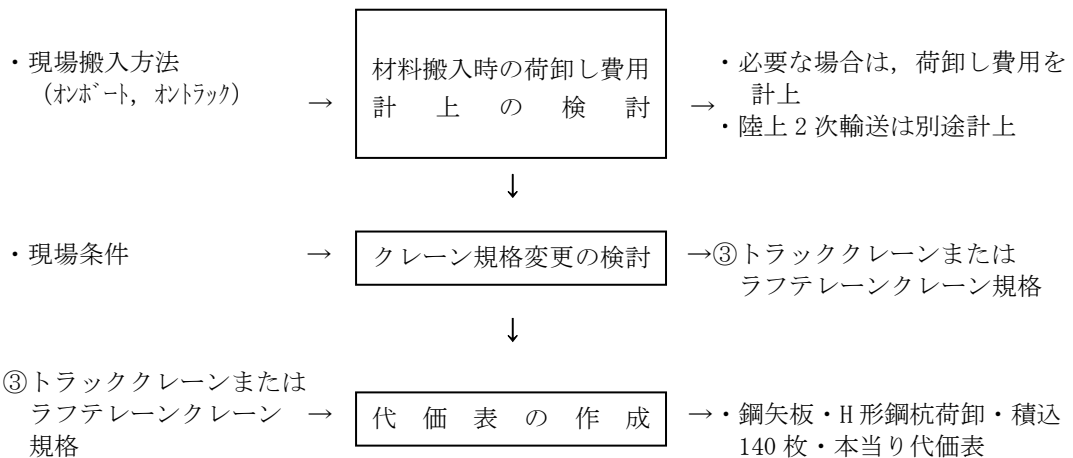 ・現場搬入方法
(ｵﾝﾎﾞｰﾄ，ｵﾝﾄﾗｯｸ)
→
材料搬入時の荷卸し費用
計上の検討
→
・必要な場合は，荷卸し費用を
計上
・陸上２次輸送は別途計上
↓
・現場条件
→
クレーン規格変更の検討
→③トラッククレーンまたは
ラフテレーンクレーン規格
↓
③トラッククレーンまたは
ラフテレーンクレーン
規格
→
代価表の作成
→・鋼矢板・H形鋼杭荷卸・積込
140枚・本当り代価表